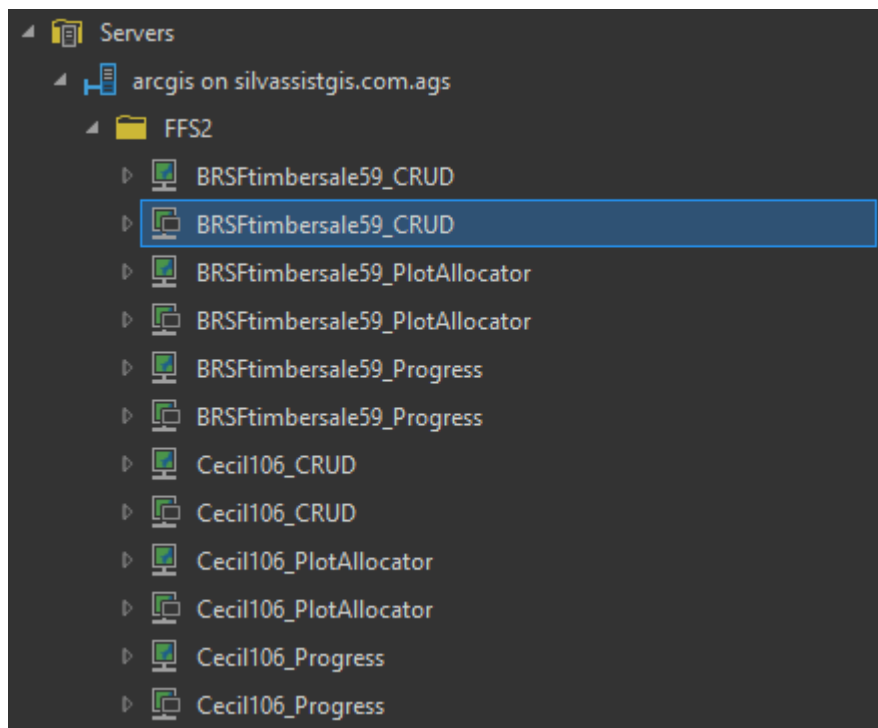 Servers
arcgis on silvassistgis.com.ags
FFS2
BRSFtimbersale59_CRUD
BRSFtimbersale59_CRUD
BRSFtimbersale59_PlotAllocator
BRSFtimbersale59_PlotAllocator
BRSFtimbersale59_Progress
BRSFtimbersale59_Progress
Cecil106_CRUD
Cecil106_CRUD
Cecil106_PlotAllocator
Cecil106_PlotAllocator
Cecil106_Progress
Cecil106_Progress